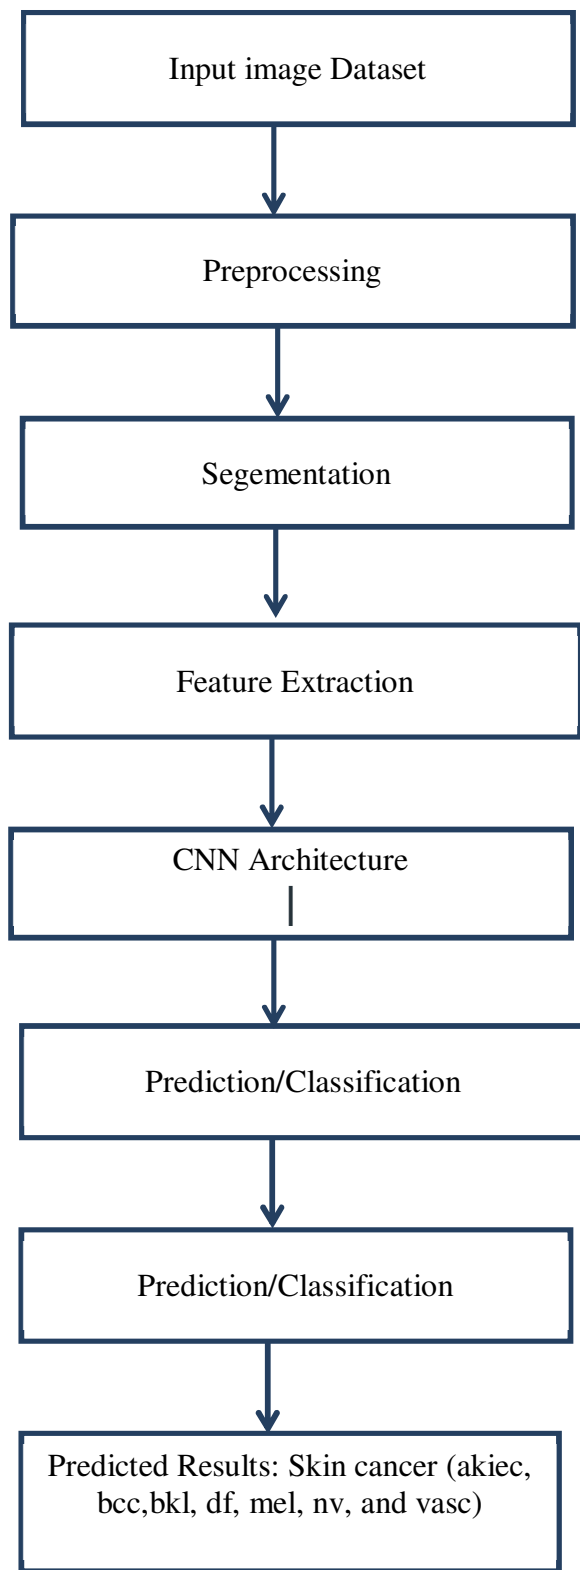 Input image Dataset
Preprocessing
Segementation
Feature Extraction
CNN Architecture
Prediction/Classification
Prediction/Classification
Predicted Results: Skin cancer (akiec,
bcc,bkl, df, mel, nv, and vasc)